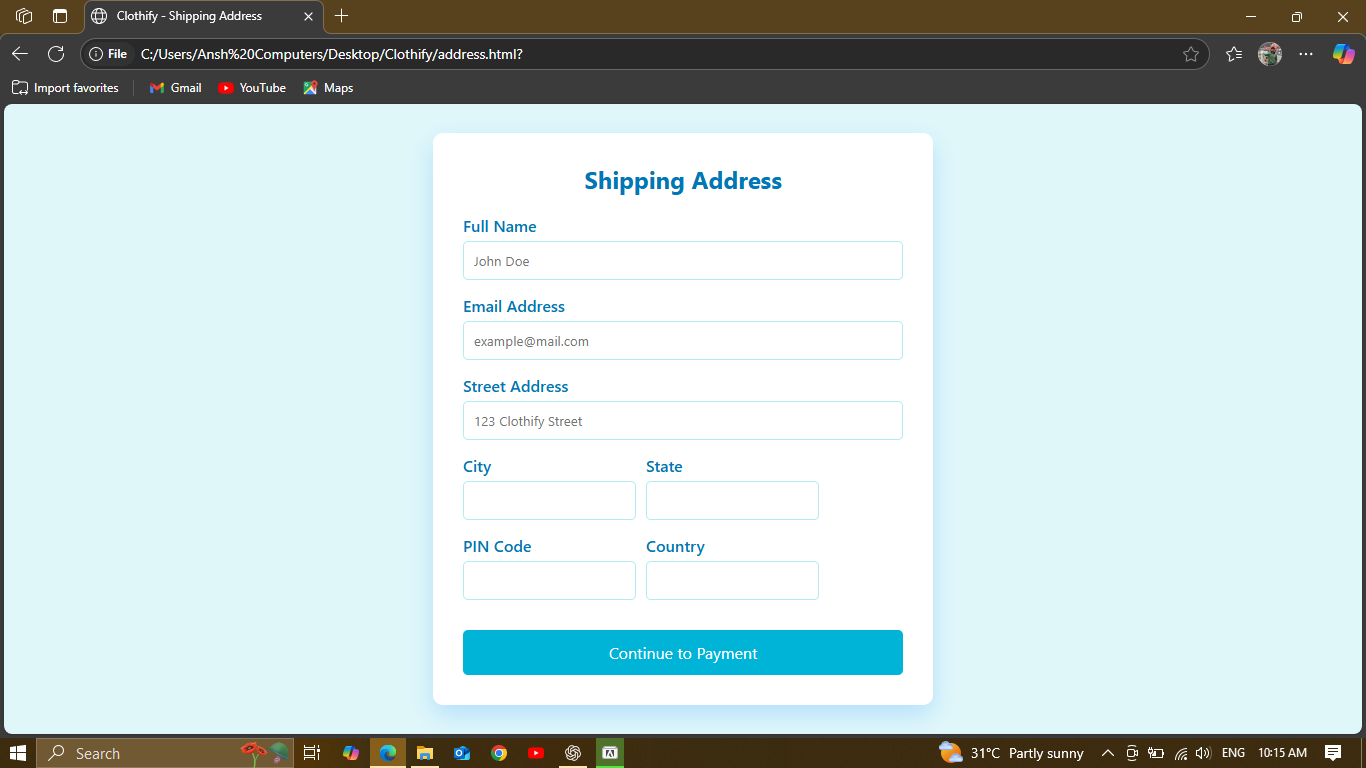 Clothify - Shipping Address
File C:/Users/Ansh%20Computers/Desktop/Clothify/address.html?
Import favorites Gmail YouTube Maps
Shipping Address
Full Name
John Doe
Email Address
example@mail.com
Street Address
123 Clothify Street
City State
PIN Code Country
Continue to Payment
Search 31°C Partly sunny ENG 10:15 AM